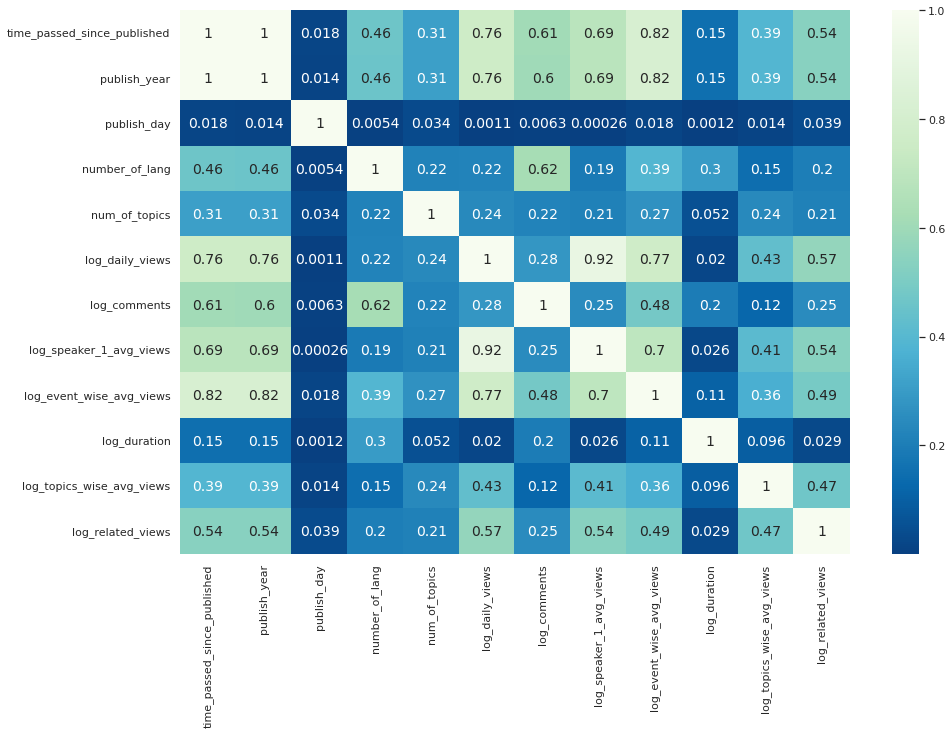 time_passed_since_published 1 1 0.018 0.46 0.31 0.76 0.61 0.69 0.82 0.15 0.39 0.54
publish_year 1 1 0.014 0.46 0.31 0.76 0.6 0.69 0.82 0.15 0.39 0.54
publish_day 0.018 0.014 1 0.0054 0.034 0.0011 0.0063 0.00026 0.018 0.0012 0.014 0.039
number_of_lang 0.46 0.46 0.0054 1 0.22 0.22 0.62 0.19 0.39 0.3 0.15 0.2
num_of_topics 0.31 0.31 0.034 0.22 1 0.24 0.22 0.21 0.27 0.052 0.24 0.21
log_daily_views 0.76 0.76 0.0011 0.22 0.24 1 0.28 0.92 0.77 0.02 0.43 0.57
log_comments 0.61 0.6 0.0063 0.62 0.22 0.28 1 0.25 0.48 0.2 0.12 0.25
log_speaker_1_avg_views 0.69 0.69 0.00026 0.19 0.21 0.92 0.25 1 0.7 0.026 0.41 0.54
log_event_wise_avg_views 0.82 0.82 0.018 0.39 0.27 0.77 0.48 0.7 1 0.11 0.36 0.49
log_duration 0.15 0.15 0.0012 0.3 0.052 0.02 0.2 0.026 0.11 1 0.096 0.029
log_topics_wise_avg_views 0.39 0.39 0.014 0.15 0.24 0.43 0.12 0.41 0.36 0.096 1 0.47
log_related_views 0.54 0.54 0.039 0.2 0.21 0.57 0.25 0.54 0.49 0.029 0.47 1
time_passed_since_published
publish_year
publish_day
number_of_lang
num_of_topics
log_daily_views
log_comments
log_speaker_1_avg_views
log_event_wise_avg_views
log_duration
log_topics_wise_avg_views
log_related_views
1.0
0.8
0.6
0.4
0.2